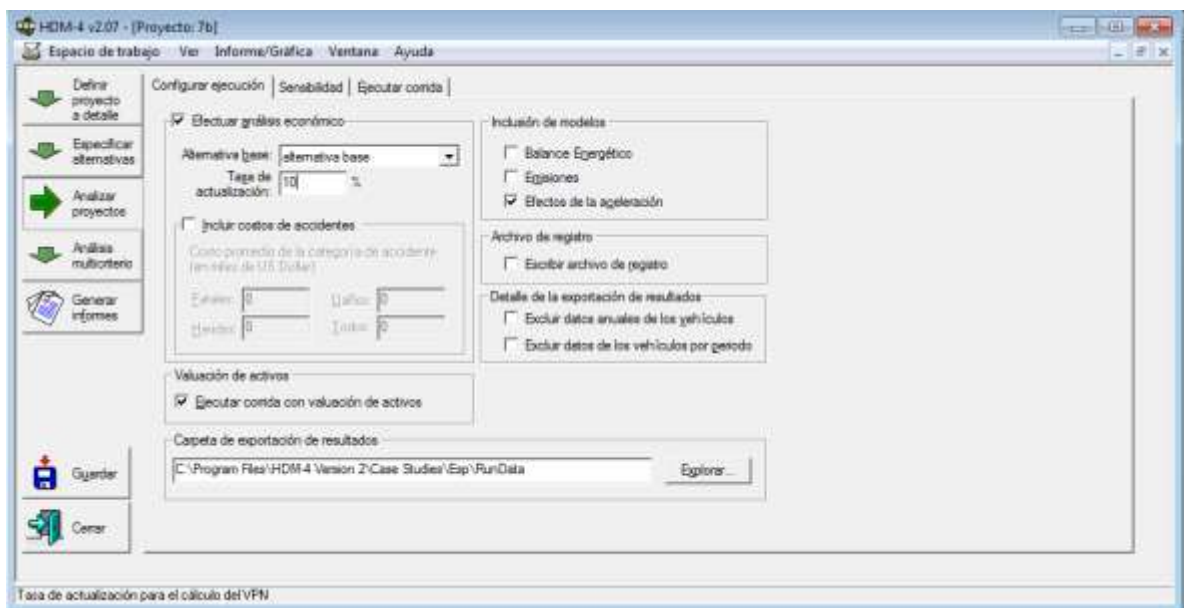 HDM-4 v2.07 - [Proyecto: 7b]
Espacio de trabajo Ver Informe/Gráfica Ventana Ayuda
Definir proyecto a detalle
Especificar alternativas
Analizar proyectos
Análisis multicriterio
Generar informes
Guardar
Cerrar
Configurar ejecución Sensibilidad Ejecutar corrida
Efectuar análisis económico
Alternativa base: alternativa base
Tasa de actualización: 10 %
Incluir costos de accidentes
Costo promedio de la categoría de accidente
(en miles de US Dollar)
Fatales: 0 Daños: 0
Heridos: 0 Todos: 0
Valuación de activos
Ejecutar corrida con valuación de activos
Carpeta de exportación de resultados
C:\Program Files\HDM-4 Version 2\Case Studies\Esp\RunData Explorar...
Inclusión de modelos
Balance Energético
Emisiones
Efectos de la aceleración
Archivo de registro
Escribir archivo de registro
Detalle de la exportación de resultados
Excluir datos anuales de los vehículos
Excluir datos de los vehículos por periodo
Tasa de actualización para el cálculo del VPN